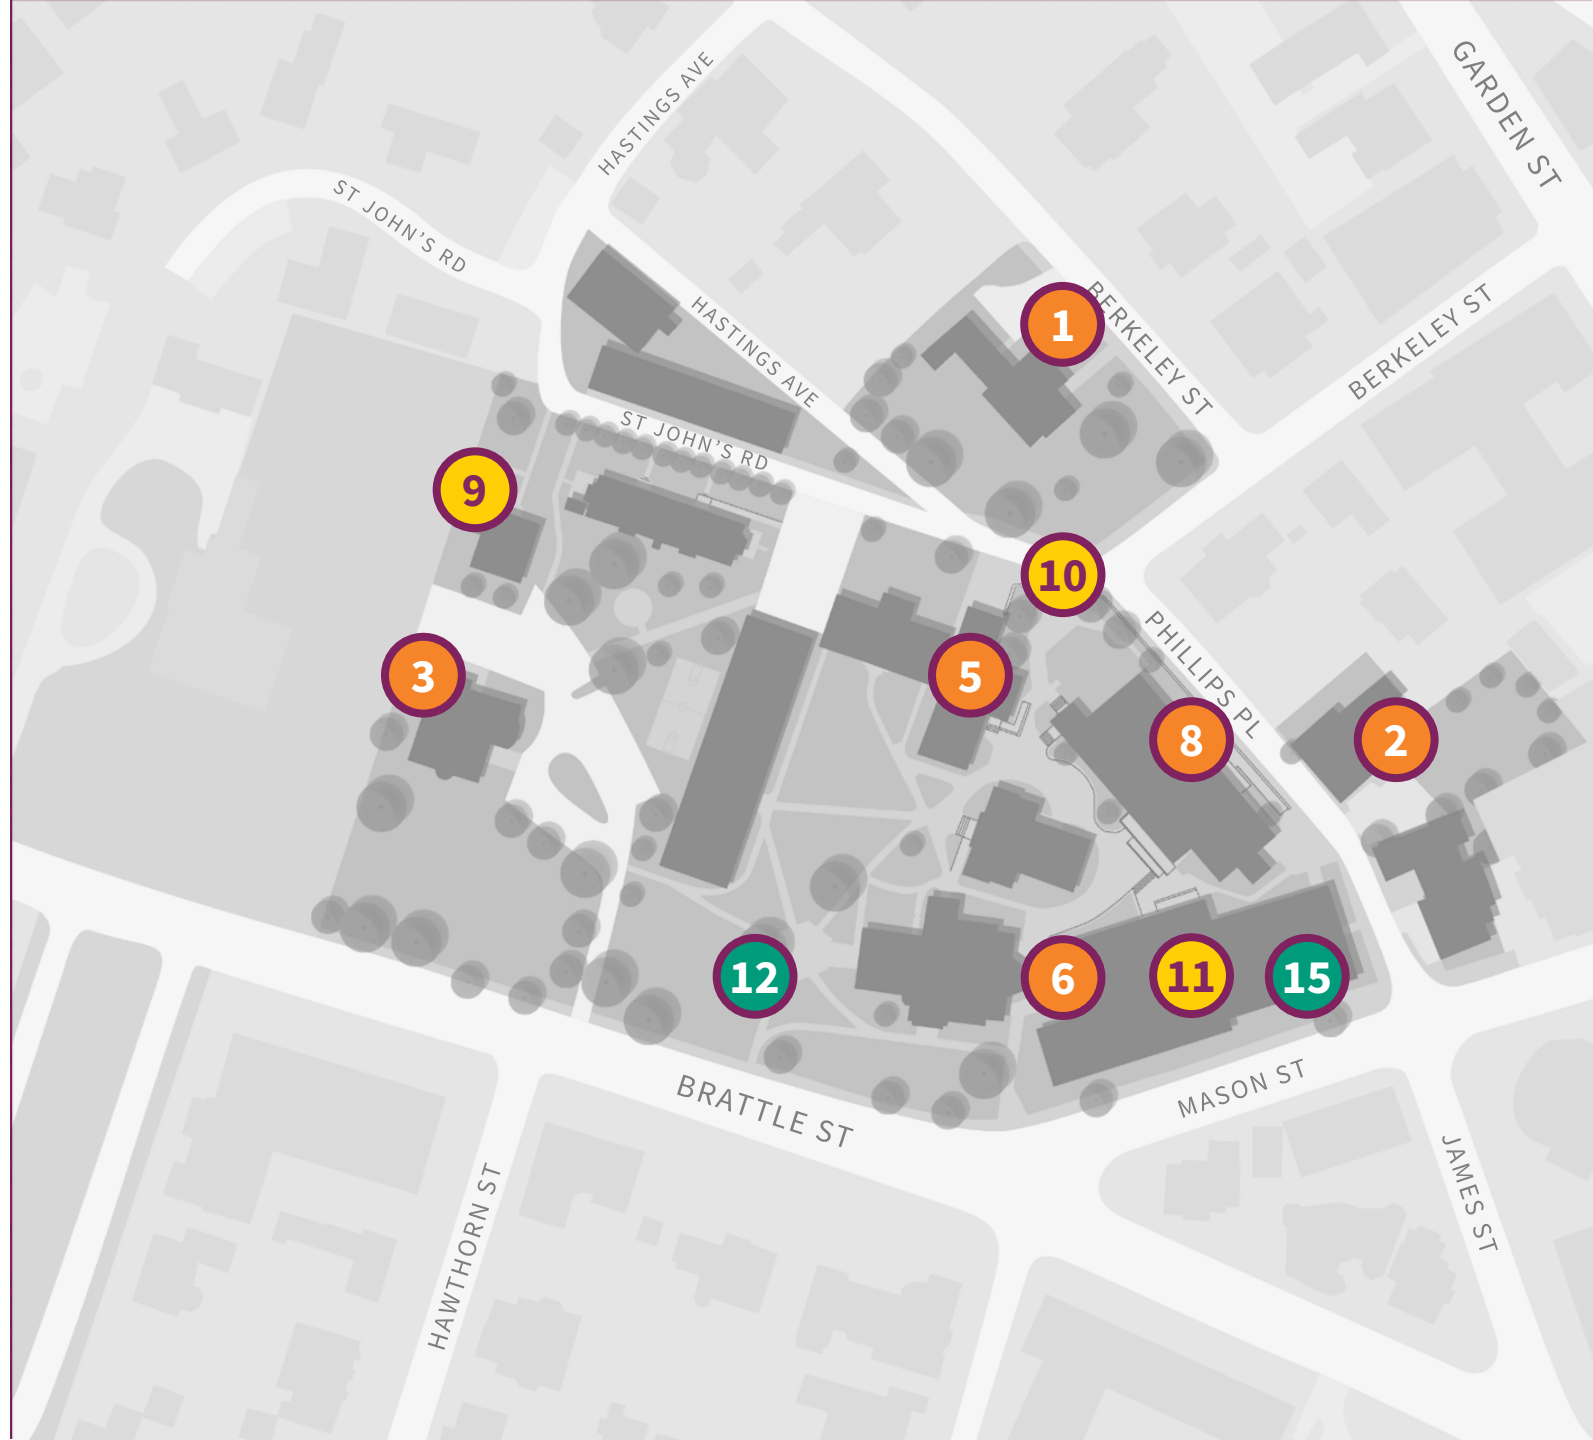 HASTINGS AVE
GARDEN ST
ST JOHN’S RD
1
BERKELEY ST
BERKELEY ST
HASTINGS AVE
ST JOHN’S RD
9
10
3
5
PHILLIPS PL
8
2
12
6
11
15
BRATTLE ST
MASON ST
HAWTHORN ST
JAMES ST